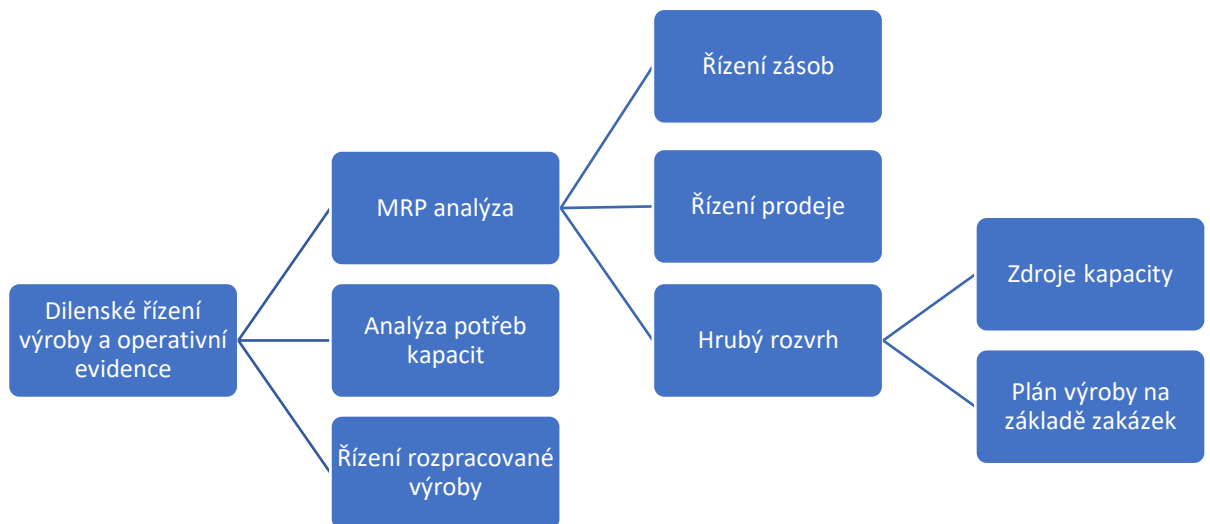 Řízení zásob
MRP analýza
Řízení prodeje
Zdroje kapacity
Dilenské řízení
výroby a operativní
evidence
Analýza potřeb
kapacit
Hrubý rozvrh
Plán výroby na
základě zakázek
Řízení rozpracované
výroby